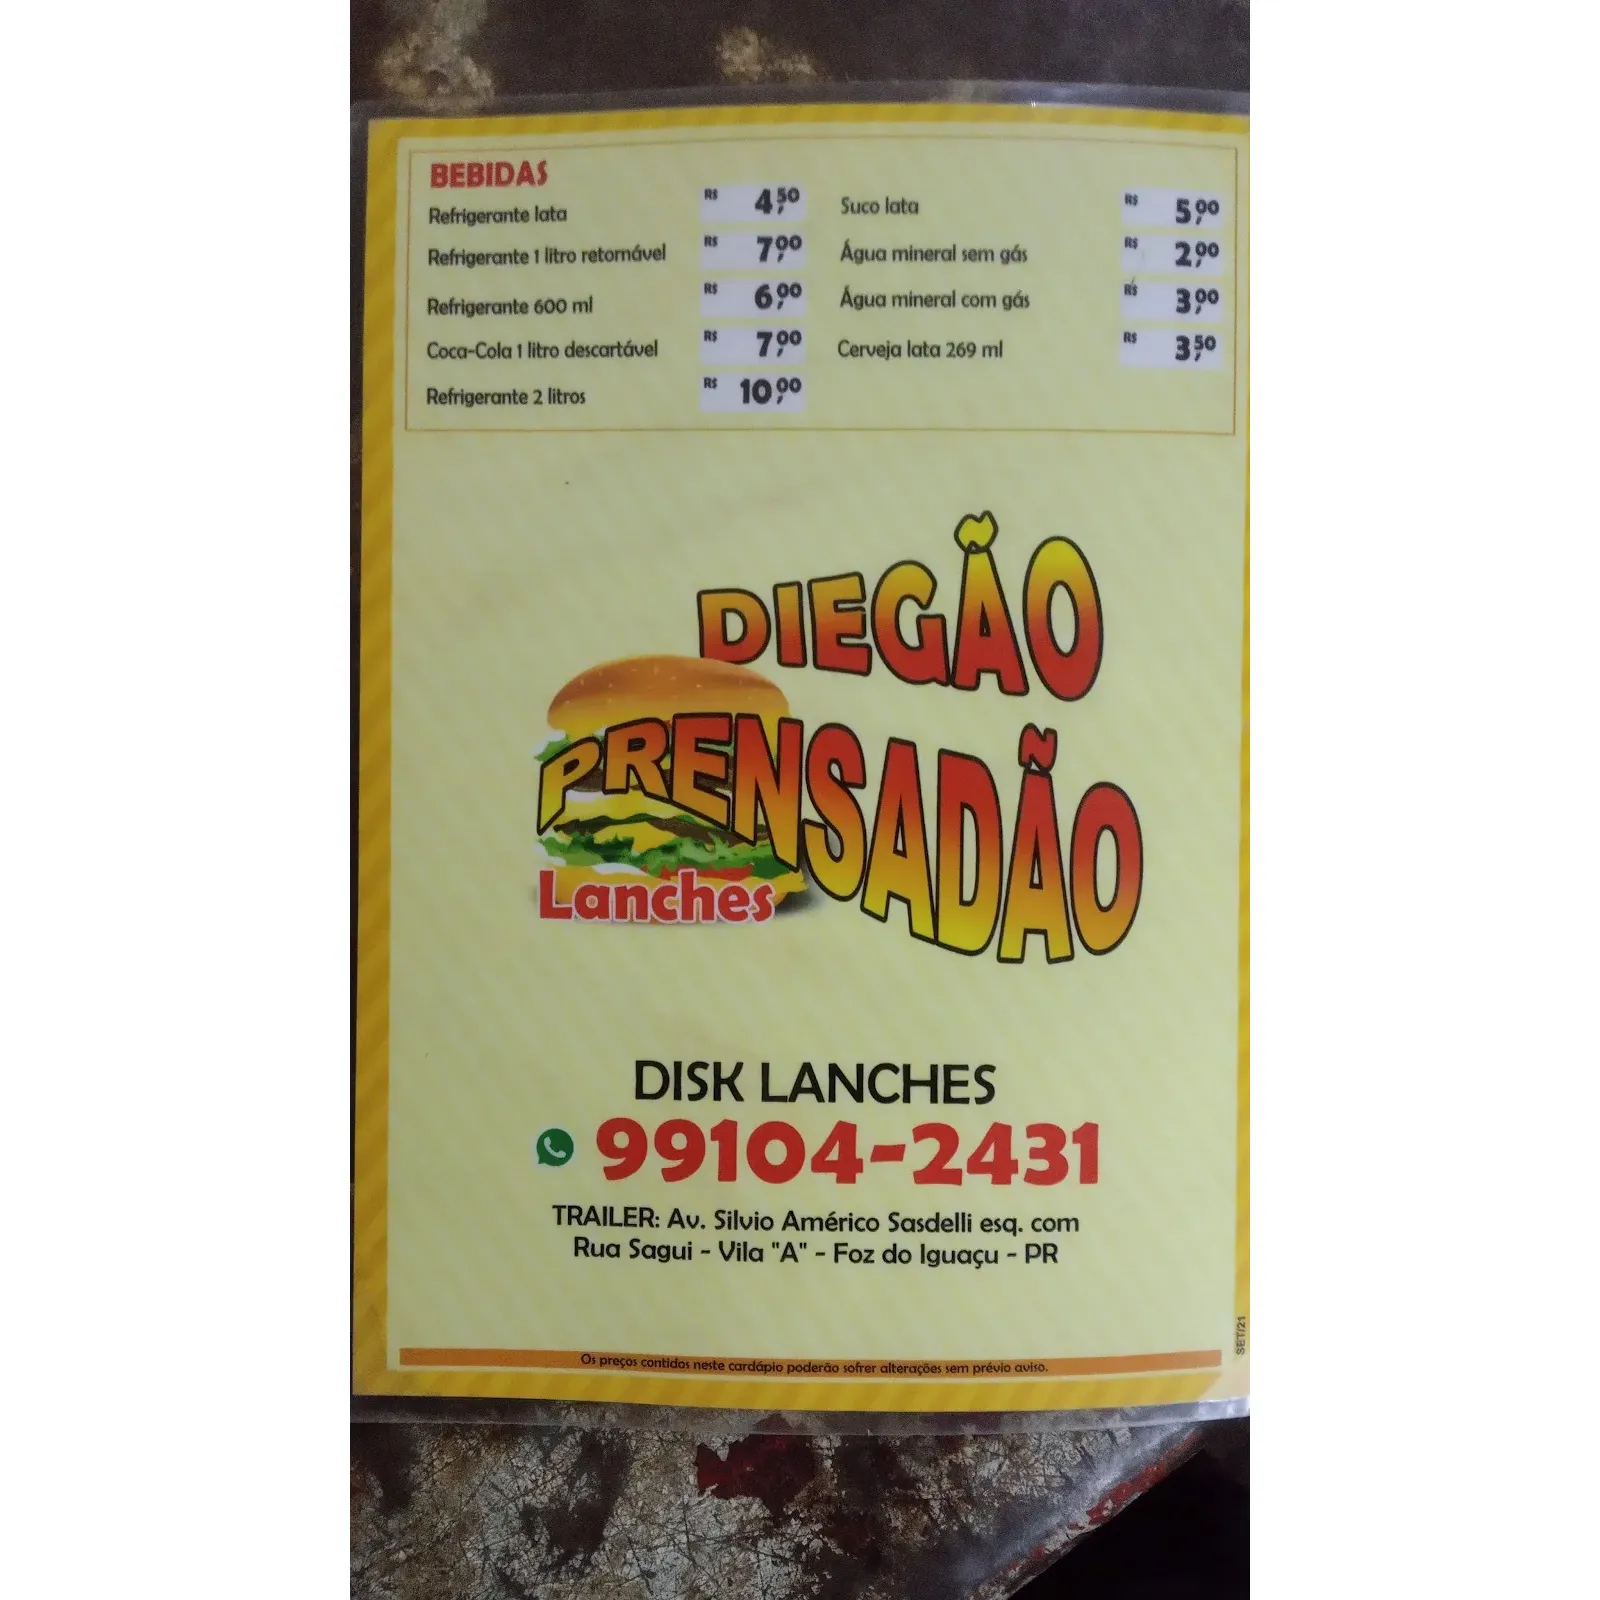 BEBIDAS
Refrigerante lata R$ 4,50
Refrigerante 1 litro retornável R$ 7,00
Refrigerante 600 ml R$ 6,00
Coca-Cola 1 litro descartável R$ 7,00
Refrigerante 2 litros R$ 10,00
Suco lata R$ 5,00
Água mineral sem gás R$ 2,00
Água mineral com gás R$ 3,00
Cerveja lata 269 ml R$ 3,50
DIEGÃO
PRENSADÃO
Lanches
DISK LANCHES
99104-2431
TRAILER: Av. Silvio Américo Sasdelli esq. com
Rua Sagui - Vila "A" - Foz do Iguaçu - PR
SET/21
Os preços contidos neste cardápio poderão sofrer alterações sem prévio aviso.